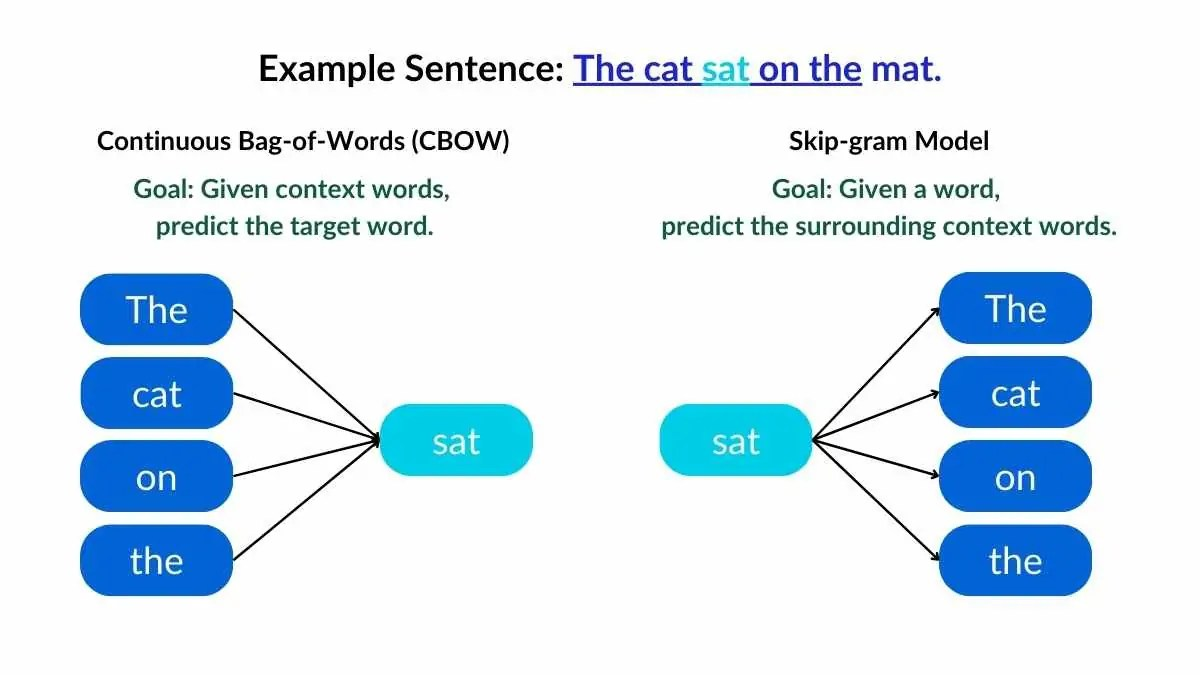 Example Sentence: The cat sat on the mat.
Continuous Bag-of-Words (CBOW)
Goal: Given context words,
predict the target word.
The
cat
on
the
sat
Skip-gram Model
Goal: Given a word,
predict the surrounding context words.
sat
The
cat
on
the